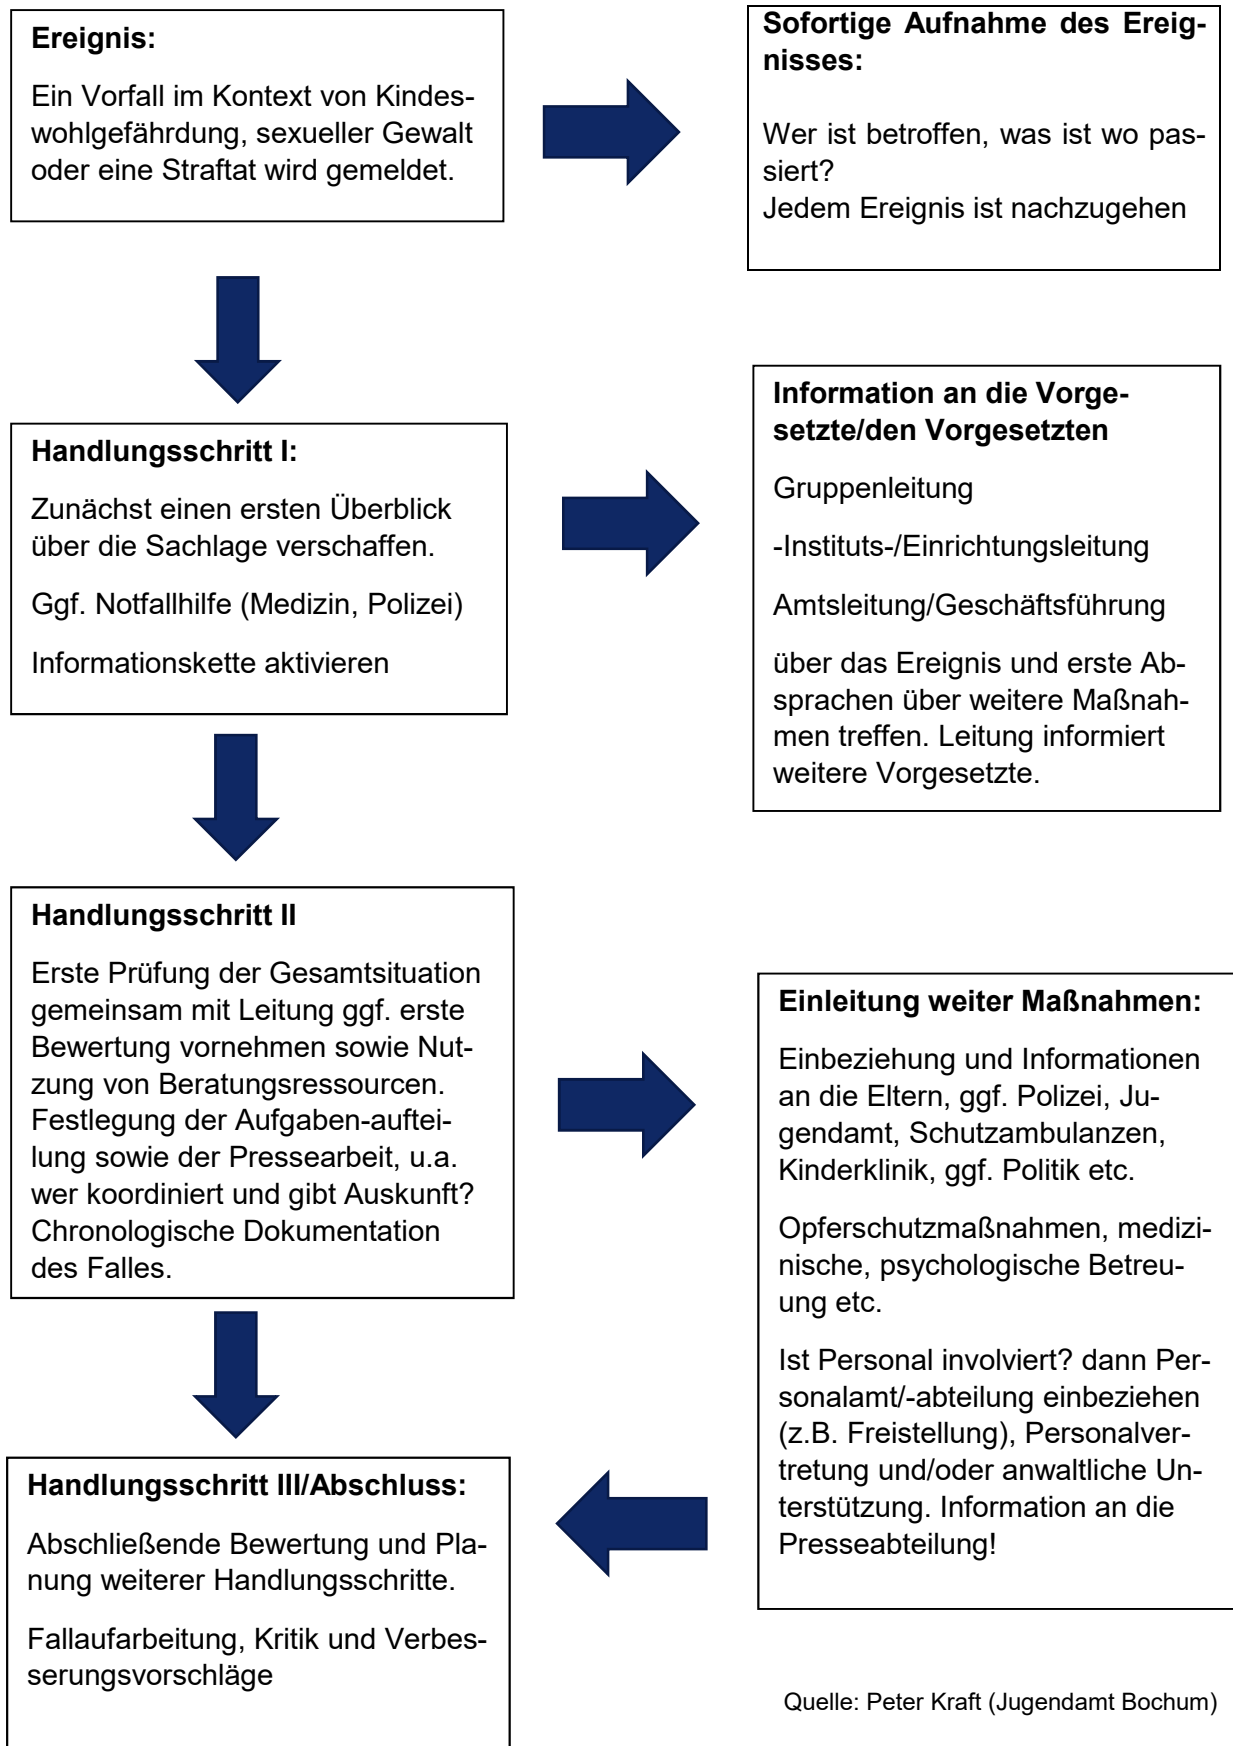 Ereignis:
Ein Vorfall im Kontext von Kindes-
wohlgefährdung, sexueller Gewalt
oder eine Straftat wird gemeldet.
Sofortige Aufnahme des Ereig-
nisses:
Wer ist betroffen, was ist wo pas-
siert?
Jedem Ereignis ist nachzugehen
Handlungsschritt I:
Zunächst einen ersten Überblick
über die Sachlage verschaffen.
Ggf. Notfallhilfe (Medizin, Polizei)
Informationskette aktivieren
Information an die Vorge-
setzte/den Vorgesetzten
Gruppenleitung
-Instituts-/Einrichtungsleitung
Amtsleitung/Geschäftsführung
über das Ereignis und erste Ab-
sprachen über weitere Maßnah-
men treffen. Leitung informiert
weitere Vorgesetzte.
Handlungsschritt II
Erste Prüfung der Gesamtsituation
gemeinsam mit Leitung ggf. erste
Bewertung vornehmen sowie Nut-
zung von Beratungsressourcen.
Festlegung der Aufgaben-auftei-
lung sowie der Pressearbeit, u.a.
wer koordiniert und gibt Auskunft?
Chronologische Dokumentation
des Falles.
Einleitung weiter Maßnahmen:
Einbeziehung und Informationen
an die Eltern, ggf. Polizei, Ju-
gendamt, Schutzambulanzen,
Kinderklinik, ggf. Politik etc.
Opferschutzmaßnahmen, medizi-
nische, psychologische Betreu-
ung etc.
Ist Personal involviert? dann Per-
sonalamt/-abteilung einbeziehen
(z.B. Freistellung), Personalver-
tretung und/oder anwaltliche Un-
terstützung. Information an die
Presseabteilung!
Handlungsschritt III/Abschluss:
Abschließende Bewertung und Pla-
nung weiterer Handlungsschritte.
Fallaufarbeitung, Kritik und Verbes-
serungsvorschläge
Quelle: Peter Kraft (Jugendamt Bochum)